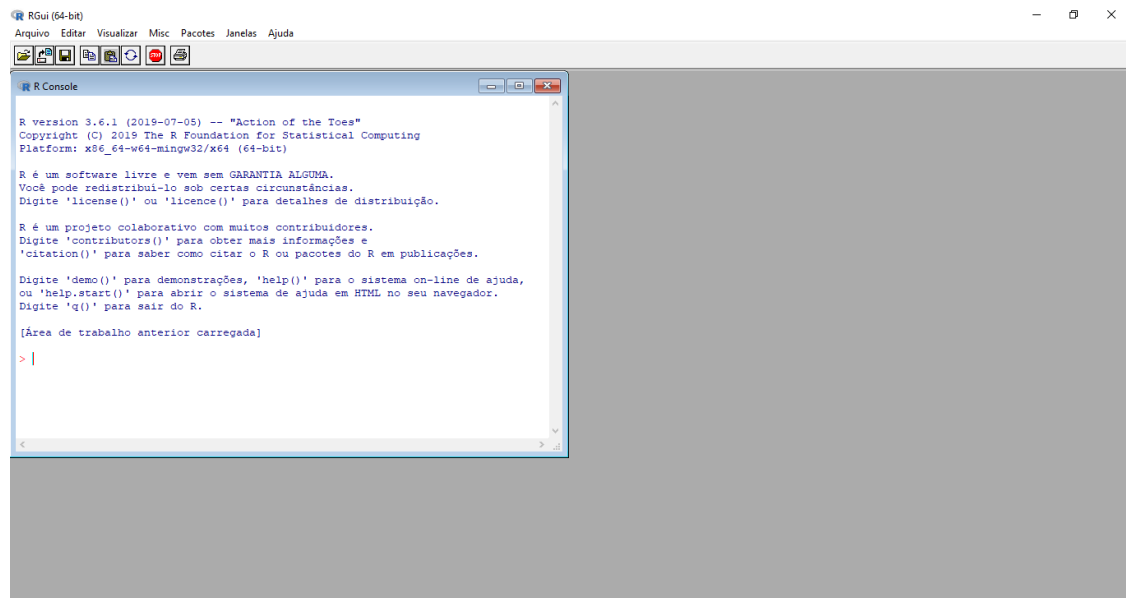 RGui (64-bit)
Arquivo Editar Visualizar Misc Pacotes Janelas Ajuda
STOP
R Console
R version 3.6.1 (2019-07-05) -- "Action of the Toes"
Copyright (C) 2019 The R Foundation for Statistical Computing
Platform: x86_64-w64-mingw32/x64 (64-bit)
R é um software livre e vem sem GARANTIA ALGUMA.
Você pode redistribuí-lo sob certas circunstâncias.
Digite 'license()' ou 'licence()' para detalhes de distribuição.
R é um projeto colaborativo com muitos contribuidores.
Digite 'contributors()' para obter mais informações e
'citation()' para saber como citar o R ou pacotes do R em publicações.
Digite 'demo()' para demonstrações, 'help()' para o sistema on-line de ajuda,
ou 'help.start()' para abrir o sistema de ajuda em HTML no seu navegador.
Digite 'q()' para sair do R.
[Área de trabalho anterior carregada]
>